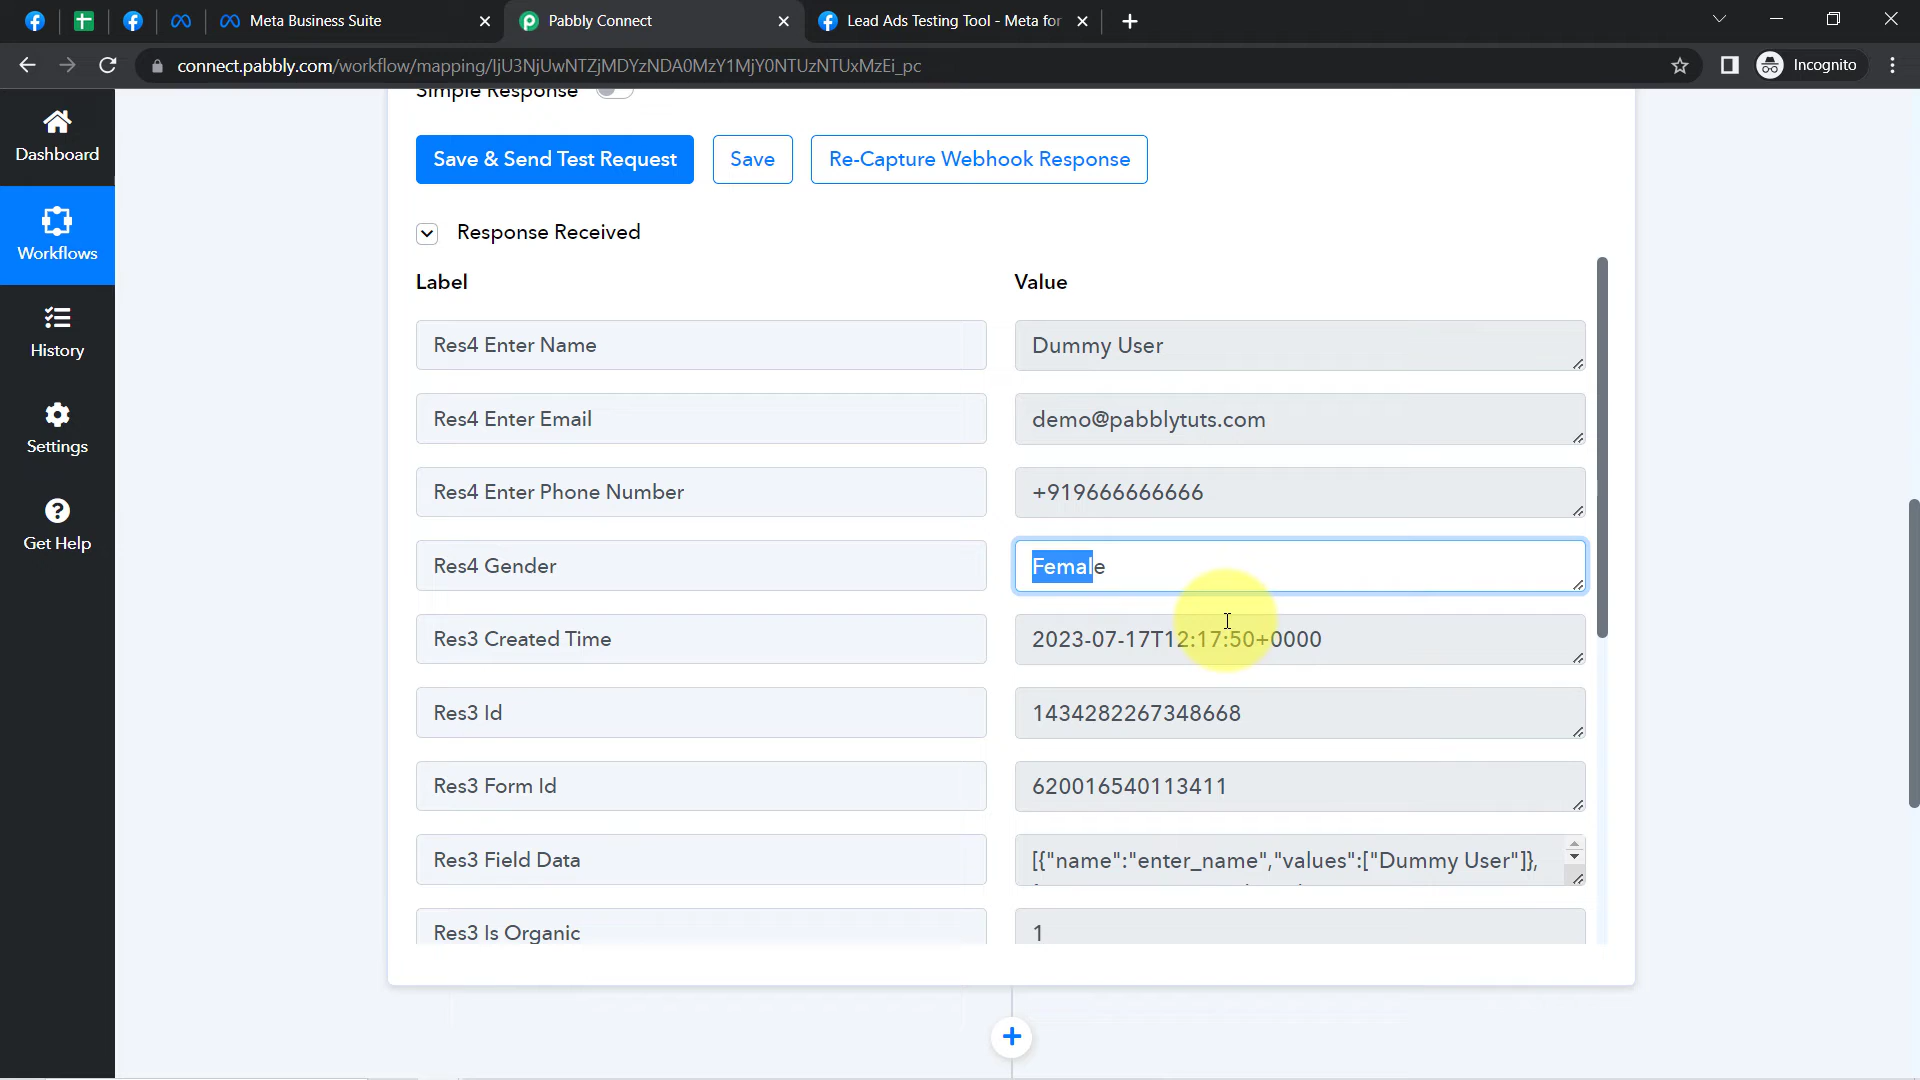 Meta Business Suite
Pabbly Connect
Lead Ads Testing Tool - Meta for
connect.pabbly.com/workflow/mapping/IjU3NjUwNTZjMDYzNDA0MzY1MjY0NTUzNTUxMzEi_pc
Incognito
Dashboard
Workflows
History
Settings
Get Help
Simple Response
Save & Send Test Request
Save
Re-Capture Webhook Response
Response Received
Label
Value
Res4 Enter Name
Dummy User
Res4 Enter Email
demo@pabblytuts.com
Res4 Enter Phone Number
+919666666666
Res4 Gender
Female
Res3 Created Time
2023-07-17T12:17:50+0000
Res3 Id
1434282267348668
Res3 Form Id
620016540113411
Res3 Field Data
[{"name":"enter_name","values":["Dummy User"]},
Res3 Is Organic
1